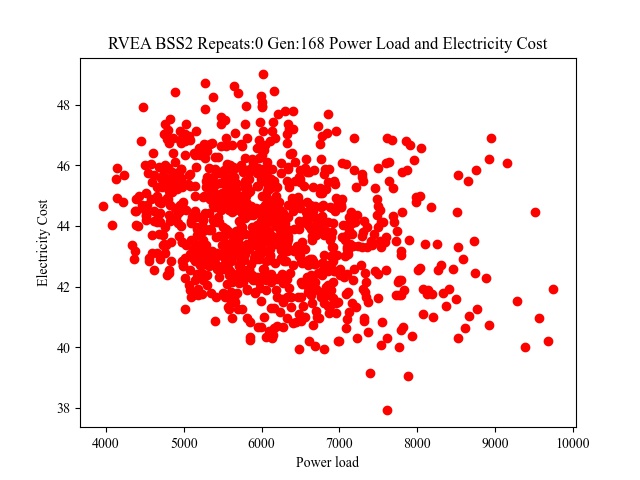 RVEA BSS2 Repeats:0 Gen:168 Power Load and Electricity Cost
Electricity Cost
48
46
44
42
40
38
4000 5000 6000 7000 8000 9000 10000
Power load